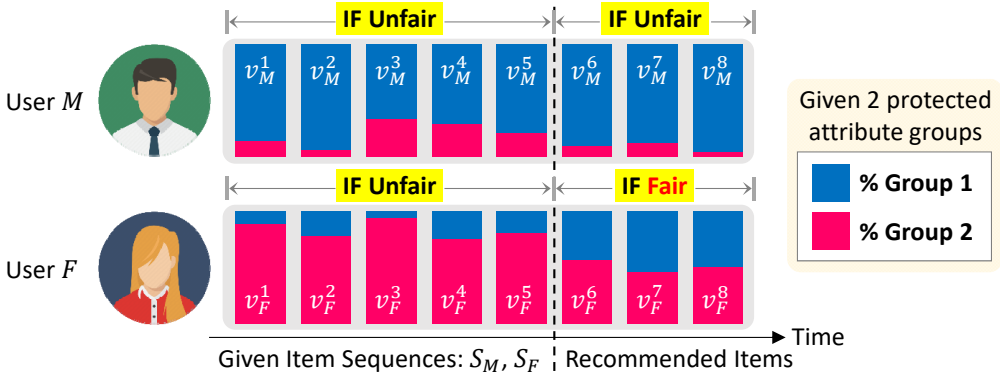 IF Unfair
IF Unfair
User M
v_M^1 v_M^2 v_M^3 v_M^4 v_M^5 v_M^6 v_M^7 v_M^8
IF Unfair
IF Fair
User F
v_F^1 v_F^2 v_F^3 v_F^4 v_F^5 v_F^6 v_F^7 v_F^8
Time
Given Item Sequences: S_M, S_F
Recommended Items
Given 2 protected
attribute groups
% Group 1
% Group 2